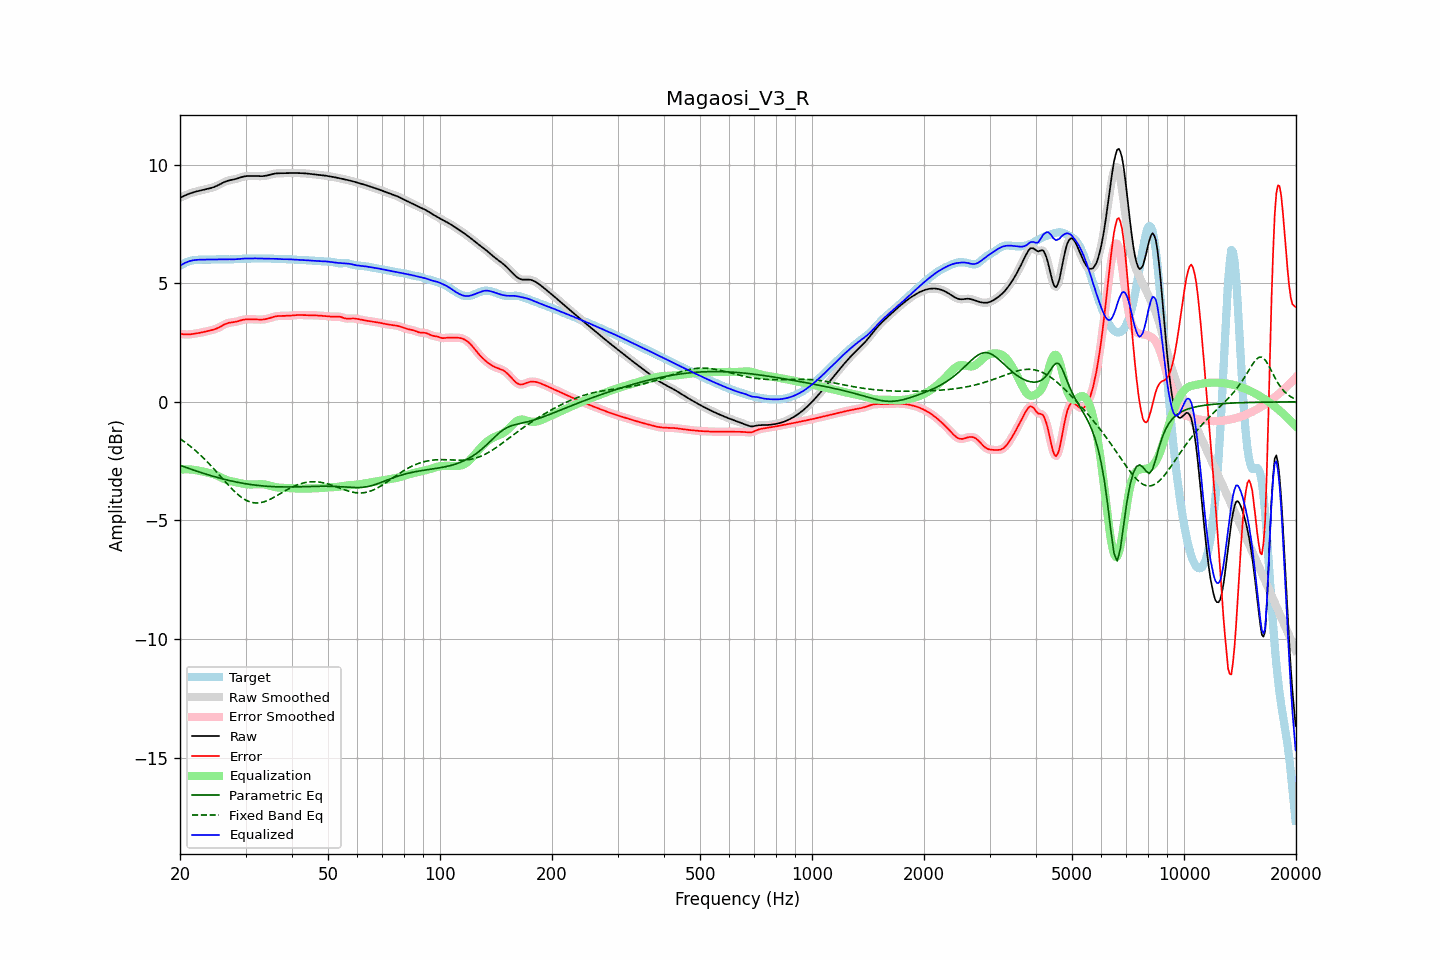 Magaosi_V3_R
Amplitude (dBr)
10
5
0
−5
−10
−15
Target
Raw Smoothed
Error Smoothed
Raw
Error
Equalization
Parametric Eq
Fixed Band Eq
Equalized
20 50 100 200 500 1000 2000 5000 10000 20000
Frequency (Hz)